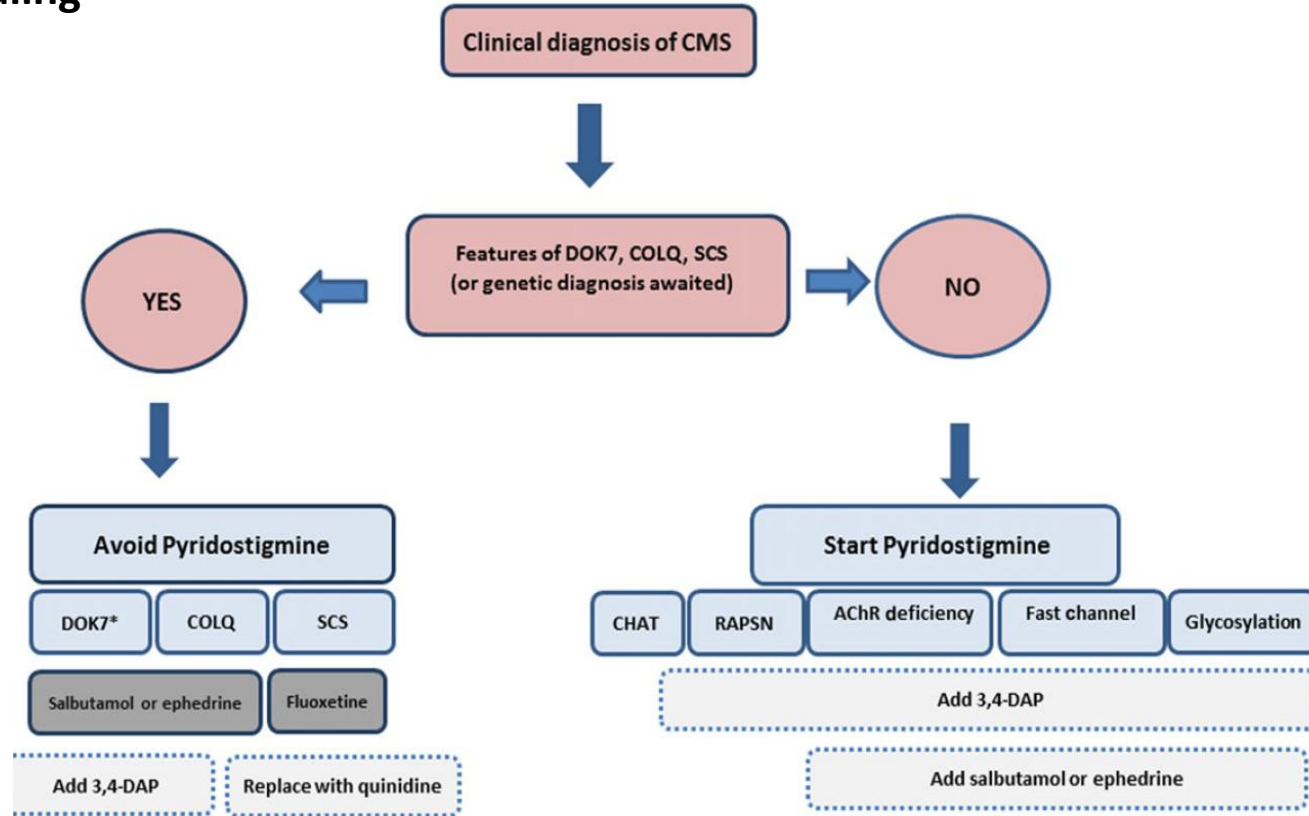 Clinical diagnosis of CMS
Features of DOK7, COLQ, SCS
(or genetic diagnosis awaited)
YES
NO
Avoid Pyridostigmine
Start Pyridostigmine
DOK7*
COLQ
SCS
CHAT
RAPSN
AChR deficiency
Fast channel
Glycosylation
Salbutamol or ephedrine
Fluoxetine
Add 3,4-DAP
Add 3,4-DAP
Replace with quinidine
Add salbutamol or ephedrine